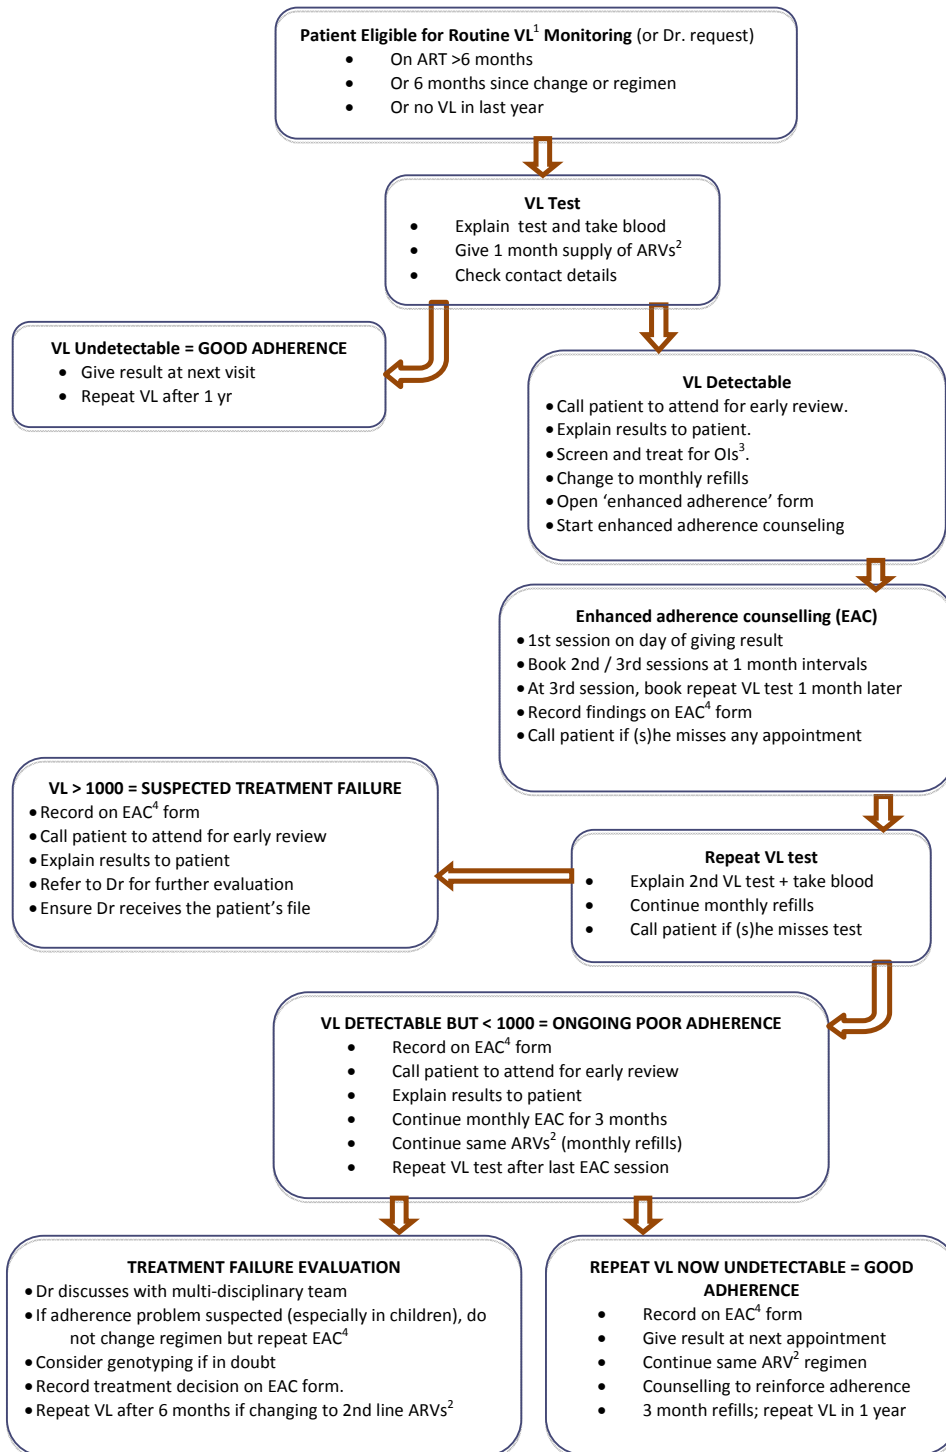 Patient Eligible for Routine VL¹ Monitoring (or Dr. request)
• On ART >6 months
• Or 6 months since change or regimen
• Or no VL in last year
VL Test
• Explain test and take blood
• Give 1 month supply of ARVs²
• Check contact details
VL Undetectable = GOOD ADHERENCE
• Give result at next visit
• Repeat VL after 1 yr
VL Detectable
• Call patient to attend for early review.
• Explain results to patient.
• Screen and treat for OIs³.
• Change to monthly refills
• Open ‘enhanced adherence’ form
• Start enhanced adherence counseling
Enhanced adherence counselling (EAC)
• 1st session on day of giving result
• Book 2nd / 3rd sessions at 1 month intervals
• At 3rd session, book repeat VL test 1 month later
• Record findings on EAC⁴ form
• Call patient if (s)he misses any appointment
VL > 1000 = SUSPECTED TREATMENT FAILURE
• Record on EAC⁴ form
• Call patient to attend for early review
• Explain results to patient
• Refer to Dr for further evaluation
• Ensure Dr receives the patient’s file
Repeat VL test
• Explain 2nd VL test + take blood
• Continue monthly refills
• Call patient if (s)he misses test
VL DETECTABLE BUT < 1000 = ONGOING POOR ADHERENCE
• Record on EAC⁴ form
• Call patient to attend for early review
• Explain results to patient
• Continue monthly EAC for 3 months
• Continue same ARVs² (monthly refills)
• Repeat VL test after last EAC session
TREATMENT FAILURE EVALUATION
• Dr discusses with multi-disciplinary team
• If adherence problem suspected (especially in children), do
not change regimen but repeat EAC⁴
• Consider genotyping if in doubt
• Record treatment decision on EAC form.
• Repeat VL after 6 months if changing to 2nd line ARVs²
REPEAT VL NOW UNDETECTABLE = GOOD
ADHERENCE
• Record on EAC⁴ form
• Give result at next appointment
• Continue same ARV² regimen
• Counselling to reinforce adherence
• 3 month refills; repeat VL in 1 year